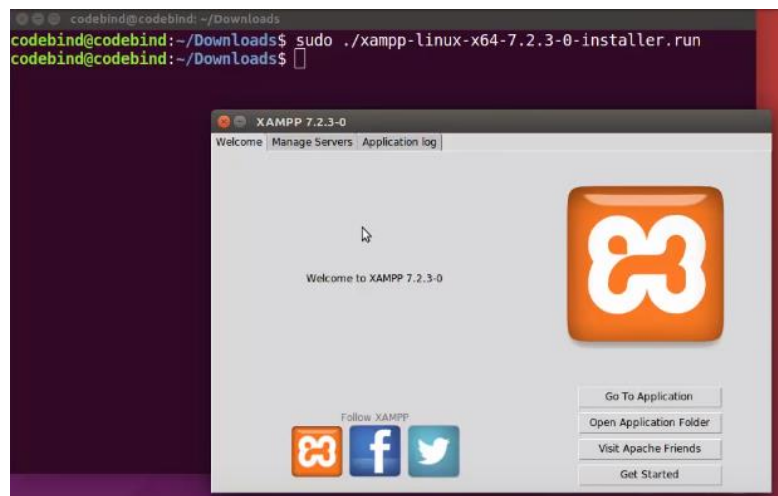 codebind@codebind: ~/Downloads
codebind@codebind:~/Downloads$ sudo ./xampp-linux-x64-7.2.3-0-installer.run
codebind@codebind:~/Downloads$
XAMPP 7.2.3-0
Welcome Manage Servers Application log
Welcome to XAMPP 7.2.3-0
Go To Application
Follow XAMPP
Open Application Folder
Visit Apache Friends
Get Started